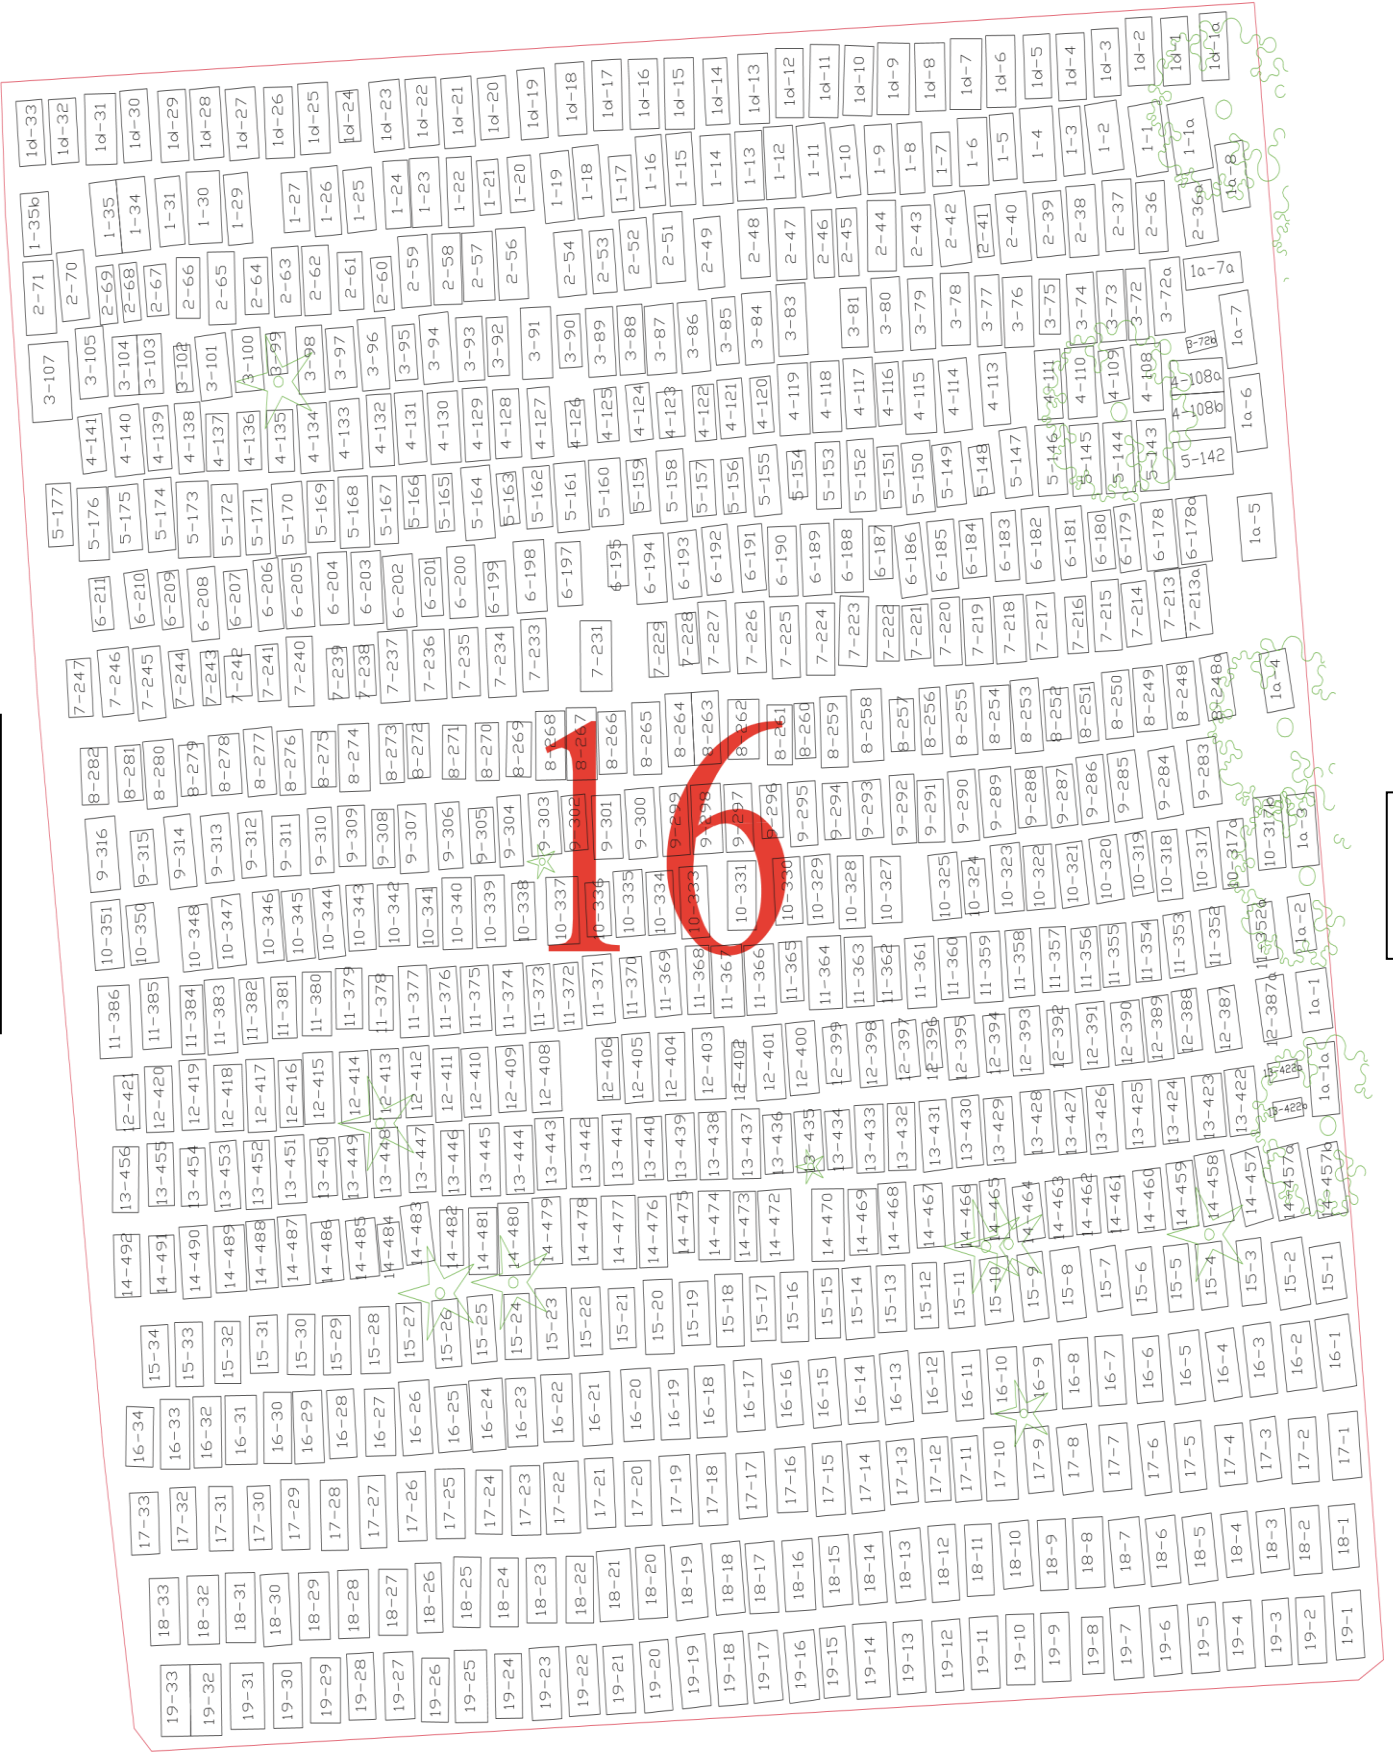 1d-33 1d-32 1d-31 1d-30 1d-29 1d-28 1d-27 1d-26 1d-25 1d-24 1d-23 1d-22 1d-21 1d-20 1d-19 1d-18 1d-17 1d-16 1d-15 1d-14 1d-13 1d-12 1d-11 1d-10 1d-9 1d-8 1d-7 1d-6 1d-5 1d-4 1d-3 1d-2 1d-1 1d-1a
1-35b 1-35 1-34 1-31 1-30 1-29 1-27 1-26 1-25 1-24 1-23 1-22 1-21 1-20 1-19 1-18 1-17 1-16 1-15 1-14 1-13 1-12 1-11 1-10 1-9 1-8 1-7 1-6 1-5 1-4 1-3 1-2 1-1 1-1a 1a-8
2-71 2-70 2-69 2-68 2-67 2-66 2-65 2-64 2-63 2-62 2-61 2-60 2-59 2-58 2-57 2-56 2-54 2-53 2-52 2-51 2-49 2-48 2-47 2-46 2-45 2-44 2-43 2-42 2-41 2-40 2-39 2-38 2-37 2-36 2-36a 1a-7a
3-107 3-105 3-104 3-103 3-102 3-101 3-100 3-99 3-98 3-97 3-96 3-95 3-94 3-93 3-92 3-91 3-90 3-89 3-88 3-87 3-86 3-85 3-84 3-83 3-81 3-80 3-79 3-78 3-77 3-76 3-75 3-74 3-73 3-72 3-72a 3-72b 1a-7
4-141 4-140 4-139 4-138 4-137 4-136 4-135 4-134 4-133 4-132 4-131 4-130 4-129 4-128 4-127 4-126 4-125 4-124 4-123 4-122 4-121 4-120 4-119 4-118 4-117 4-116 4-115 4-114 4-113 4-111 4-110 4-109 4-108 4-108a 4-108b 1a-6
5-177 5-176 5-175 5-174 5-173 5-172 5-171 5-170 5-169 5-168 5-167 5-166 5-165 5-164 5-163 5-162 5-161 5-160 5-159 5-158 5-157 5-156 5-155 5-154 5-153 5-152 5-151 5-150 5-149 5-148 5-147 5-146 5-145 5-144 5-143 5-142
6-211 6-210 6-209 6-208 6-207 6-206 6-205 6-204 6-203 6-202 6-201 6-200 6-199 6-198 6-197 6-195 6-194 6-193 6-192 6-191 6-190 6-189 6-188 6-187 6-186 6-185 6-184 6-183 6-182 6-181 6-180 6-179 6-178 6-178a 1a-5
7-247 7-246 7-245 7-244 7-243 7-242 7-241 7-240 7-239 7-238 7-237 7-236 7-235 7-234 7-233 7-231 7-229 7-228 7-227 7-226 7-225 7-224 7-223 7-222 7-221 7-220 7-219 7-218 7-217 7-216 7-215 7-214 7-213 7-213a
8-282 8-281 8-280 8-279 8-278 8-277 8-276 8-275 8-274 8-273 8-272 8-271 8-270 8-269 8-268 8-267 8-266 8-265 8-264 8-263 8-262 8-261 8-260 8-259 8-258 8-257 8-256 8-255 8-254 8-253 8-252 8-251 8-250 8-249 8-248 8-248a 1a-4
16
9-316 9-315 9-314 9-313 9-312 9-311 9-310 9-309 9-308 9-307 9-306 9-305 9-304 9-303 9-302 9-301 9-300 9-299 9-298 9-297 9-296 9-295 9-294 9-293 9-292 9-291 9-290 9-289 9-288 9-287 9-286 9-285 9-284 9-283
10-351 10-350 10-348 10-347 10-346 10-345 10-344 10-343 10-342 10-341 10-340 10-339 10-338 10-337 10-336 10-335 10-334 10-333 10-331 10-330 10-329 10-328 10-327 10-325 10-324 10-323 10-322 10-321 10-320 10-319 10-318 10-317 10-317a 10-317b 1a-3
11-386 11-385 11-384 11-383 11-382 11-381 11-380 11-379 11-378 11-377 11-376 11-375 11-374 11-373 11-372 11-371 11-370 11-369 11-368 11-367 11-366 11-365 11-364 11-363 11-362 11-361 11-360 11-359 11-358 11-357 11-356 11-355 11-354 11-353 11-352 11-352a 1a-2
12-421 12-420 12-419 12-418 12-417 12-416 12-415 12-414 12-413 12-412 12-411 12-410 12-409 12-408 12-406 12-405 12-404 12-403 12-402 12-401 12-400 12-399 12-398 12-397 12-396 12-395 12-394 12-393 12-392 12-391 12-390 12-389 12-388 12-387 12-387a 1a-1
13-456 13-455 13-454 13-453 13-452 13-451 13-450 13-449 13-448 13-447 13-446 13-445 13-444 13-443 13-442 13-441 13-440 13-439 13-438 13-437 13-436 13-435 13-434 13-433 13-432 13-431 13-430 13-429 13-428 13-427 13-426 13-425 13-424 13-423 13-422 13-422a 13-422b 1a-1a
14-492 14-491 14-490 14-489 14-488 14-487 14-486 14-485 14-484 14-483 14-482 14-481 14-480 14-479 14-478 14-477 14-476 14-475 14-474 14-473 14-472 14-470 14-469 14-468 14-467 14-466 14-465 14-464 14-463 14-462 14-461 14-460 14-459 14-458 14-457 14-457a 14-457b
15-34 15-33 15-32 15-31 15-30 15-29 15-28 15-27 15-26 15-25 15-24 15-23 15-22 15-21 15-20 15-19 15-18 15-17 15-16 15-15 15-14 15-13 15-12 15-11 15-10 15-9 15-8 15-7 15-6 15-5 15-4 15-3 15-2 15-1
16-34 16-33 16-32 16-31 16-30 16-29 16-28 16-27 16-26 16-25 16-24 16-23 16-22 16-21 16-20 16-19 16-18 16-17 16-16 16-15 16-14 16-13 16-12 16-11 16-10 16-9 16-8 16-7 16-6 16-5 16-4 16-3 16-2 16-1
17-33 17-32 17-31 17-30 17-29 17-28 17-27 17-26 17-25 17-24 17-23 17-22 17-21 17-20 17-19 17-18 17-17 17-16 17-15 17-14 17-13 17-12 17-11 17-10 17-9 17-8 17-7 17-6 17-5 17-4 17-3 17-2 17-1
18-33 18-32 18-31 18-30 18-29 18-28 18-27 18-26 18-25 18-24 18-23 18-22 18-21 18-20 18-19 18-18 18-17 18-16 18-15 18-14 18-13 18-12 18-11 18-10 18-9 18-8 18-7 18-6 18-5 18-4 18-3 18-2 18-1
19-33 19-32 19-31 19-30 19-29 19-28 19-27 19-26 19-25 19-24 19-23 19-22 19-21 19-20 19-19 19-18 19-17 19-16 19-15 19-14 19-13 19-12 19-11 19-10 19-9 19-8 19-7 19-6 19-5 19-4 19-3 19-2 19-1